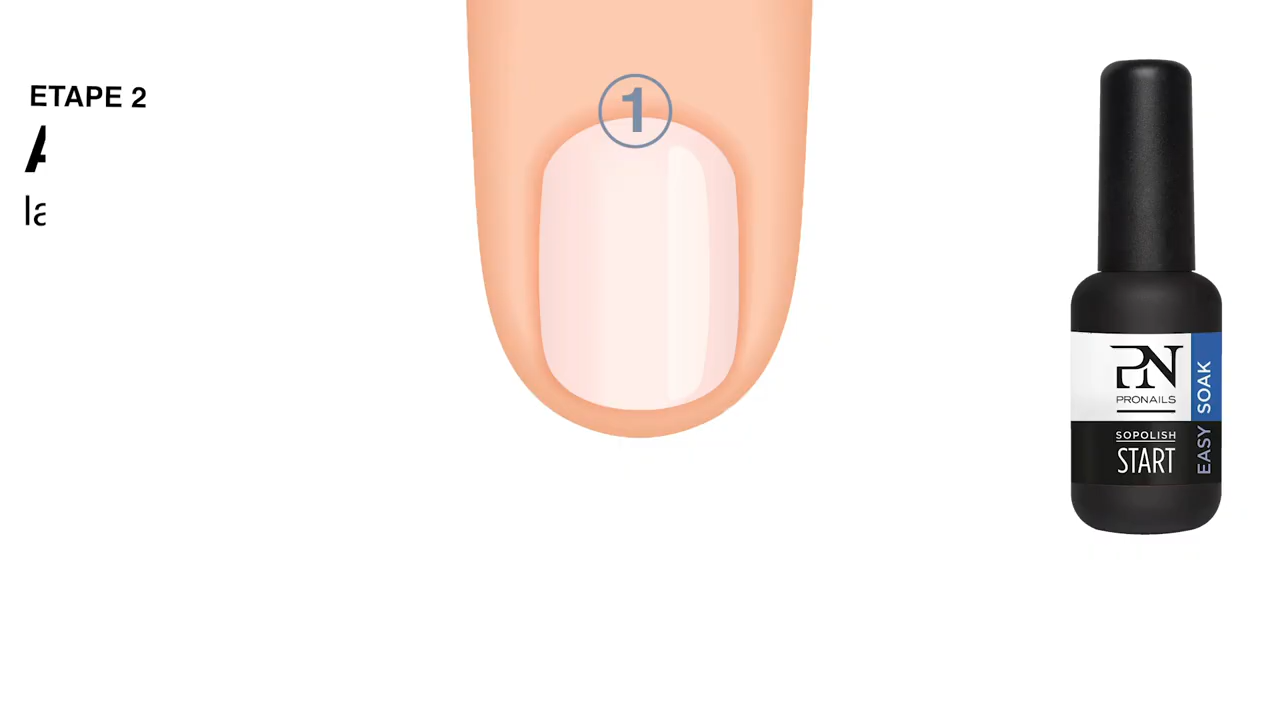 ETAPE 2
①
PN
PRONAILS
SOPOLISH
START
EASY SOAK